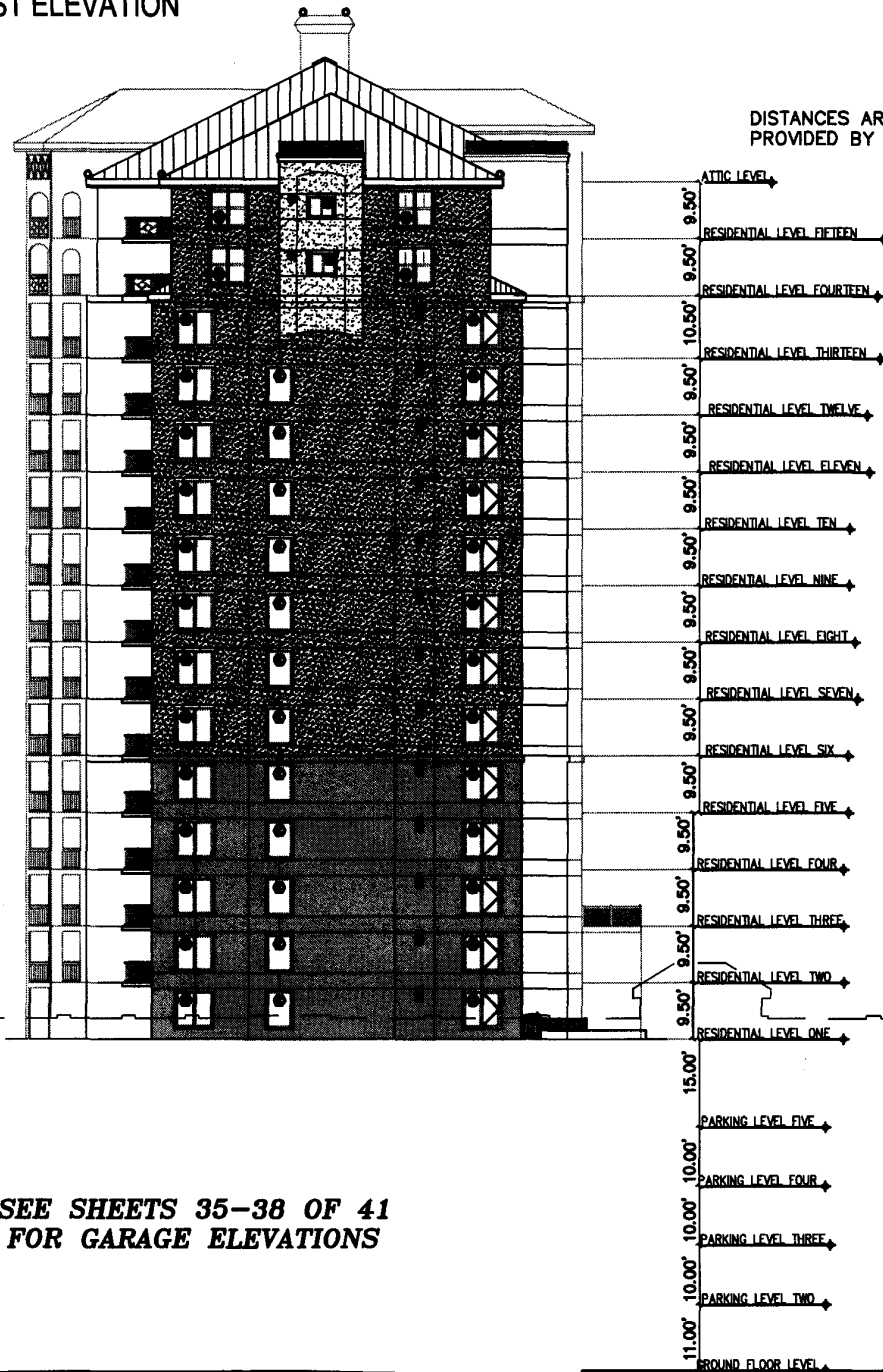 ST ELEVATION
DISTANCES AR
PROVIDED BY
ATTIC LEVEL
9.50'
RESIDENTIAL LEVEL FIFTEEN
9.50'
RESIDENTIAL LEVEL FOURTEEN
10.50'
RESIDENTIAL LEVEL THIRTEEN
9.50'
RESIDENTIAL LEVEL TWELVE
9.50'
RESIDENTIAL LEVEL ELEVEN
9.50'
RESIDENTIAL LEVEL TEN
9.50'
RESIDENTIAL LEVEL NINE
9.50'
RESIDENTIAL LEVEL EIGHT
9.50'
RESIDENTIAL LEVEL SEVEN
9.50'
RESIDENTIAL LEVEL SIX
9.50'
RESIDENTIAL LEVEL FIVE
9.50'
RESIDENTIAL LEVEL FOUR
9.50'
RESIDENTIAL LEVEL THREE
9.50'
RESIDENTIAL LEVEL TWO
9.50'
RESIDENTIAL LEVEL ONE
15.00'
PARKING LEVEL FIVE
10.00'
PARKING LEVEL FOUR
10.00'
PARKING LEVEL THREE
10.00'
PARKING LEVEL TWO
11.00'
GROUND FLOOR LEVEL
SEE SHEETS 35-38 OF 41
FOR GARAGE ELEVATIONS